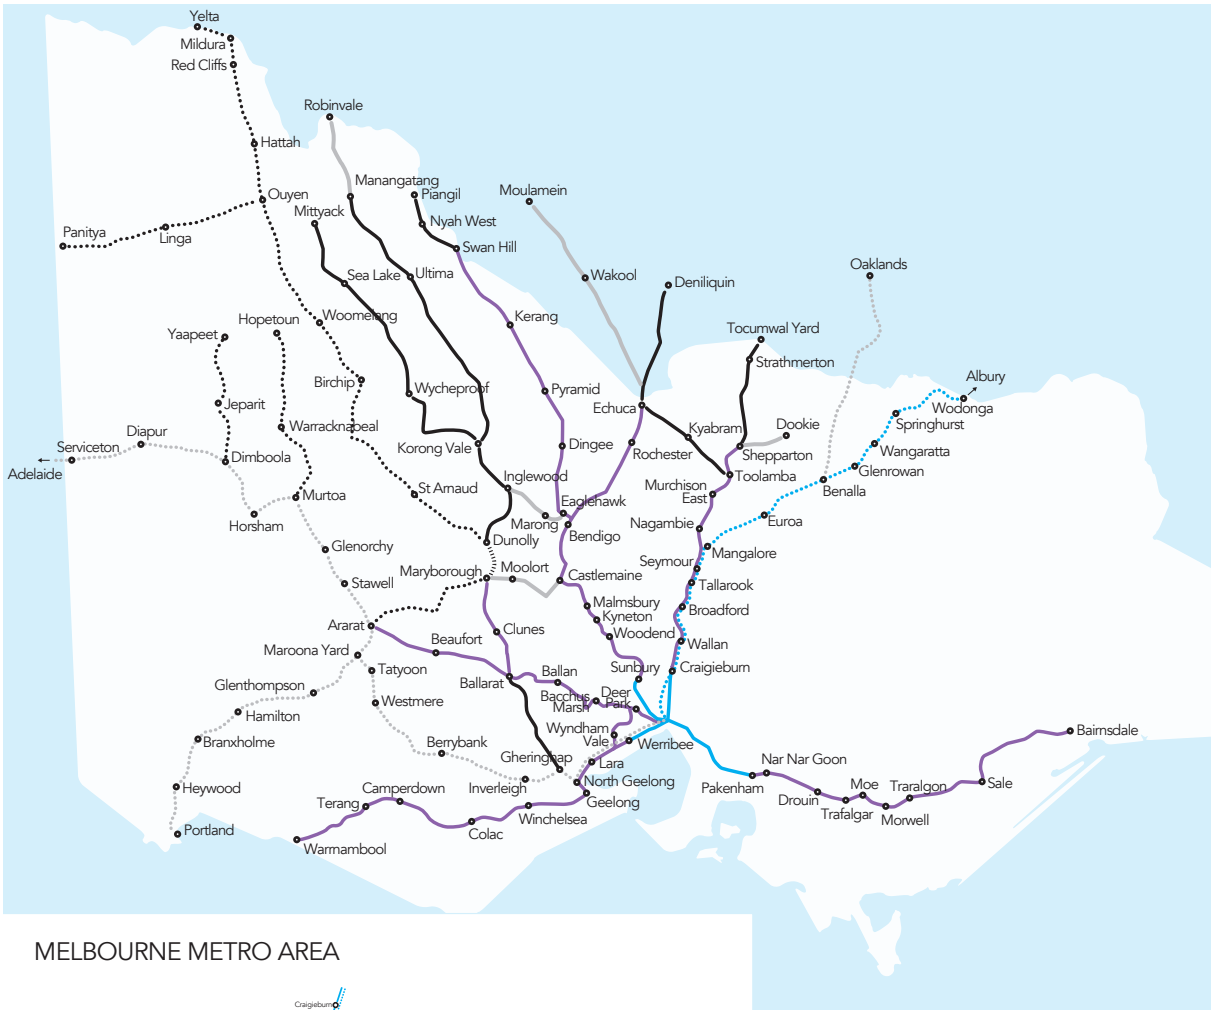 Yelta
Mildura
Red Cliffs
Robinvale
Hattah
Manangatang
Piangil
Moulamein
Ouyen
Mittyack
Nyah West
Panitya
Linga
Swan Hill
Oaklands
Sea Lake
Ultima
Wakool
Deniliquin
Hopetoun
Woomelang
Kerang
Yaapeet
Tocumwal Yard
Strathmerton
Birchip
Wycheproof
Pyramid
Albury
Jeparit
Echuca
Wodonga
Springhurst
Warracknabeal
Kyabram
Dookie
Diapur
Serviceton
Korong Vale
Dingee
Rochester
Shepparton
Wangaratta
Adelaide
Dimboola
Glenrowan
Inglewood
Toolamba
Murchison
East
Benalla
Murtoa
St Arnaud
Eaglehawk
Horsham
Marong
Bendigo
Nagambie
Euroa
Dunolly
Glenorchy
Mangalore
Maryborough
Moolort
Seymour
Castlemaine
Stawell
Tallarook
Malmsbury
Broadford
Kyneton
Ararat
Clunes
Woodend
Beaufort
Wallan
Maroona Yard
Tatyoon
Ballan
Sunbury
Craigieburn
Ballarat
Glenthompson
Bacchus
Marsh
Deer
Park
Westmere
Hamilton
Wyndham
Vale
Bairnsdale
Branxholme
Berrybank
Werribee
Gheringhap
Lara
Nar Nar Goon
Heywood
Inverleigh
North Geelong
Pakenham
Moe
Traralgon
Sale
Camperdown
Geelong
Drouin
Terang
Trafalgar
Morwell
Winchelsea
Portland
Colac
Warrnambool
MELBOURNE METRO AREA
Craigieburn